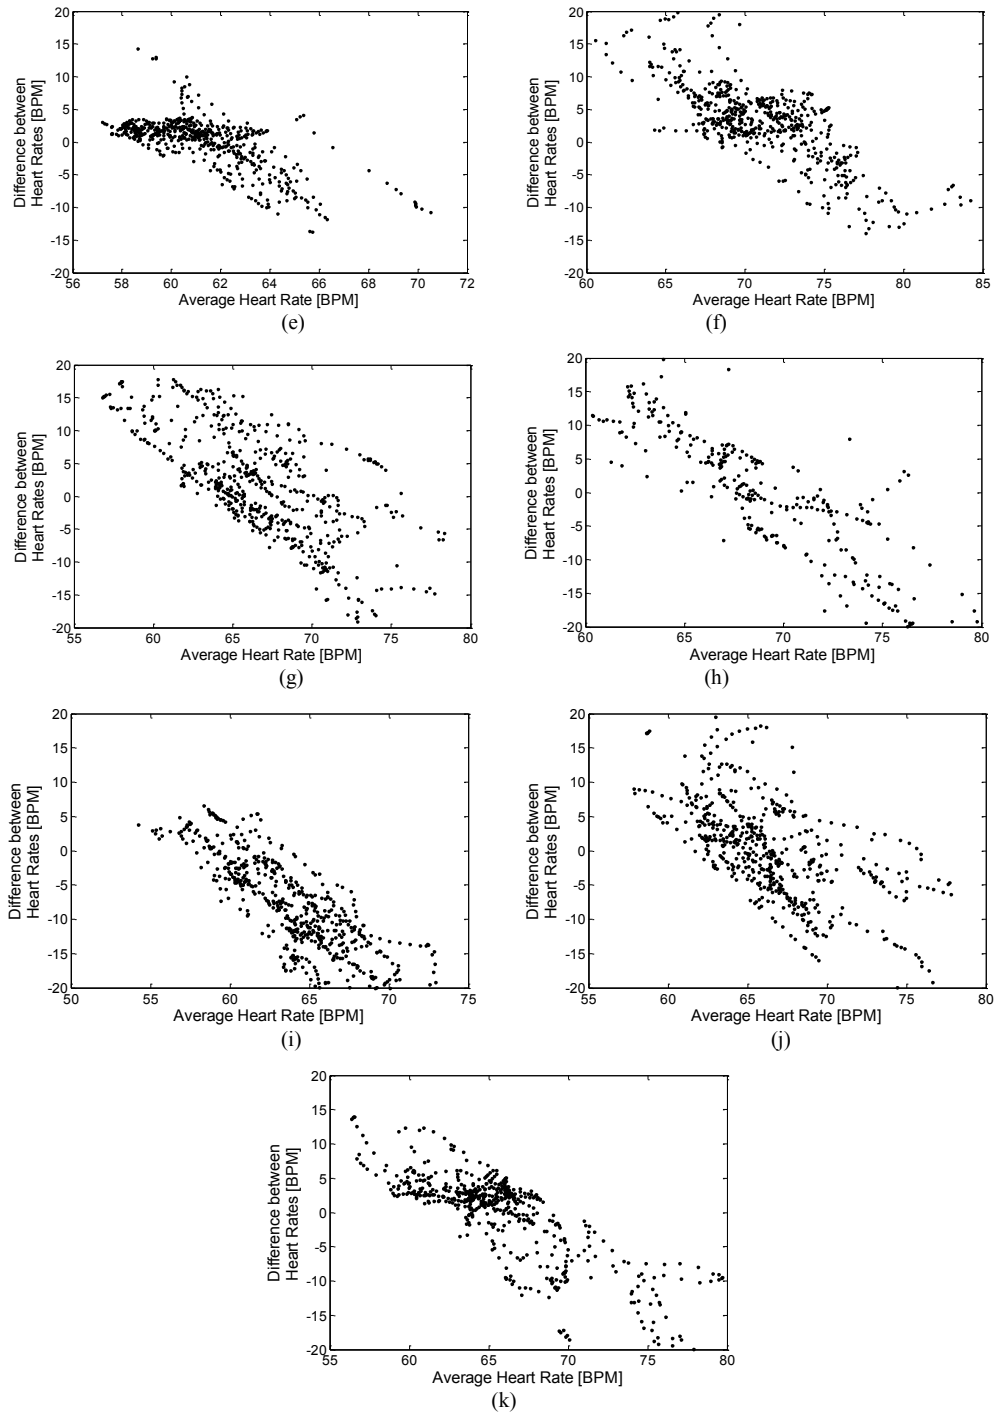 20
15
10
5
0
-5
-10
-15
-20
56 58 60 62 64 66 68 70 72
Difference between
Heart Rates [BPM]
Average Heart Rate [BPM]
(e)
20
15
10
5
0
-5
-10
-15
-20
60 65 70 75 80 85
Difference between
Heart Rates [BPM]
Average Heart Rate [BPM]
(f)
20
15
10
5
0
-5
-10
-15
-20
55 60 65 70 75 80
Difference between
Heart Rates [BPM]
Average Heart Rate [BPM]
(g)
20
15
10
5
0
-5
-10
-15
-20
60 65 70 75 80
Difference between
Heart Rates [BPM]
Average Heart Rate [BPM]
(h)
20
15
10
5
0
-5
-10
-15
-20
50 55 60 65 70 75
Difference between
Heart Rates [BPM]
Average Heart Rate [BPM]
(i)
20
15
10
5
0
-5
-10
-15
-20
55 60 65 70 75 80
Difference between
Heart Rates [BPM]
Average Heart Rate [BPM]
(j)
20
15
10
5
0
-5
-10
-15
-20
55 60 65 70 75 80
Difference between
Heart Rates [BPM]
Average Heart Rate [BPM]
(k)